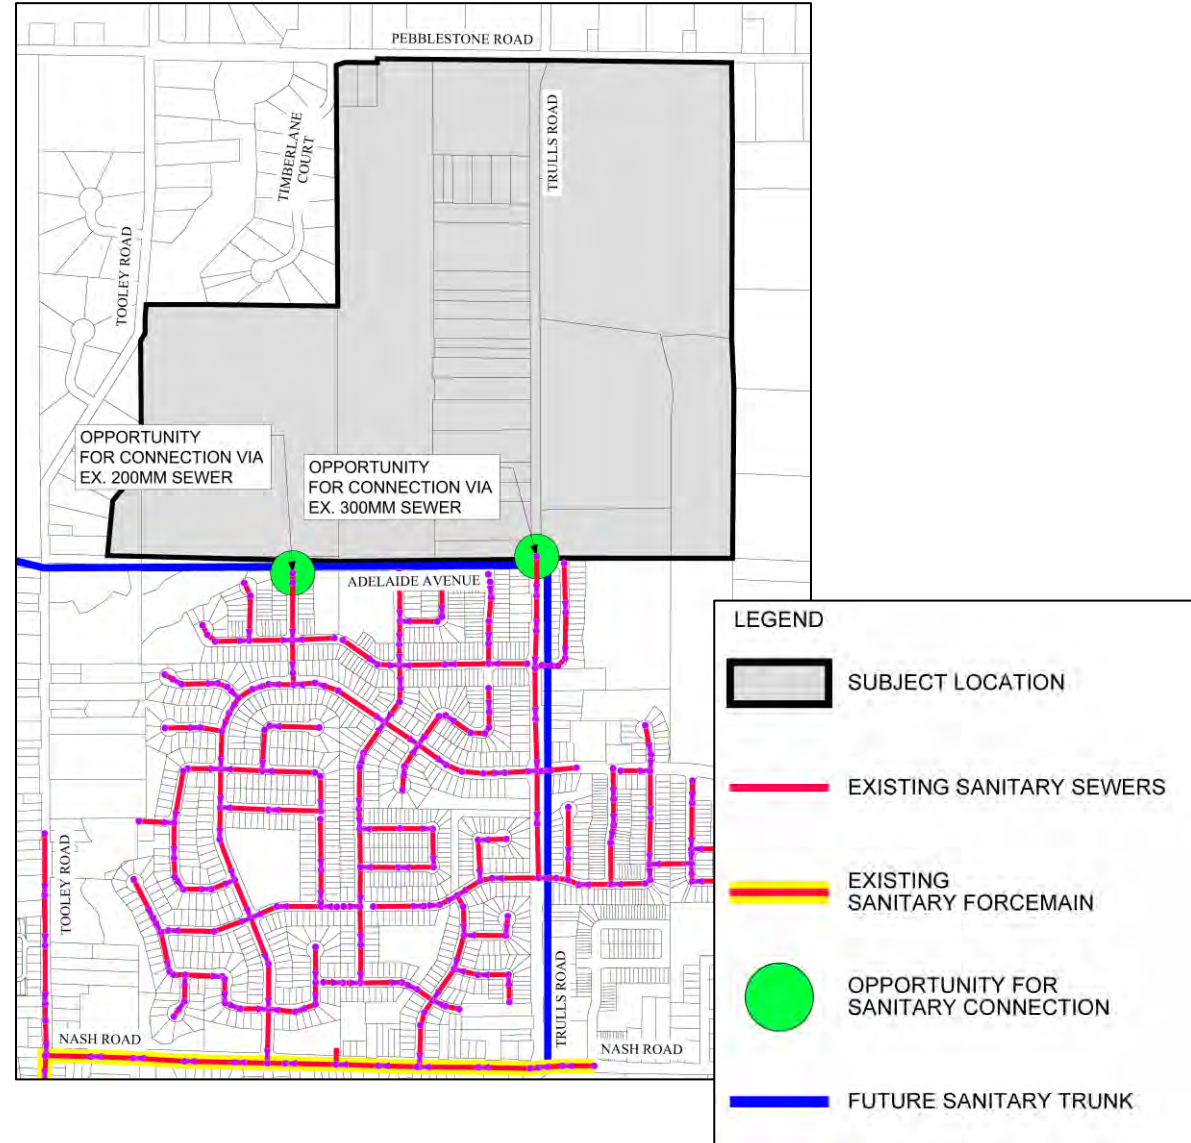 PEBBLESTONE ROAD
TIMBERLANE
COURT
TRULLS ROAD
TOOLEY ROAD
OPPORTUNITY
FOR CONNECTION VIA
EX. 200MM SEWER
OPPORTUNITY
FOR CONNECTION VIA
EX. 300MM SEWER
ADELAIDE AVENUE
TOOLEY ROAD
TRULLS ROAD
NASH ROAD
NASH ROAD
LEGEND
SUBJECT LOCATION
EXISTING SANITARY SEWERS
EXISTING
SANITARY FORCEMAIN
OPPORTUNITY FOR
SANITARY CONNECTION
FUTURE SANITARY TRUNK